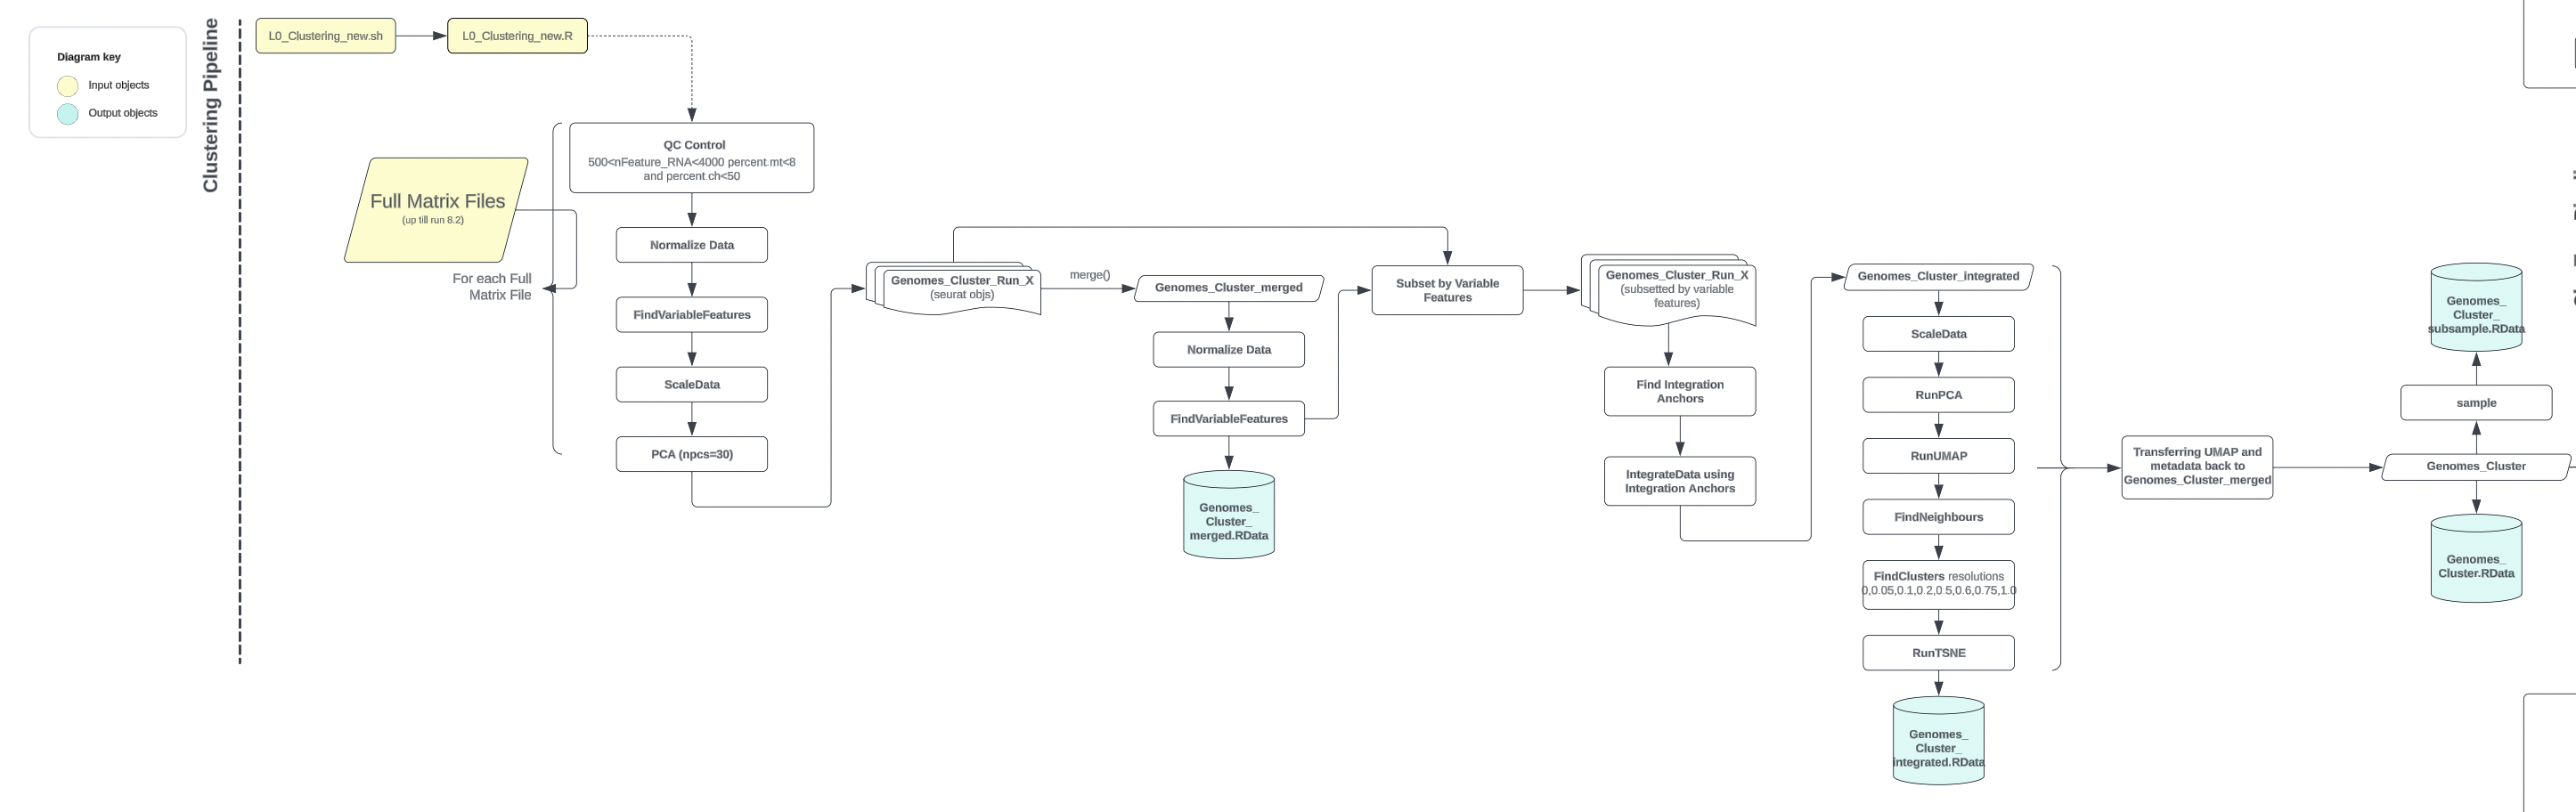 Diagram key
Input objects
Output objects
Clustering Pipeline
L0_Clustering_new.sh
L0_Clustering_new.R
Full Matrix Files
(up till run 8.2)
For each Full
Matrix File
QC Control
500<nFeature_RNA<4000 percent.mt<8
and percent.ch<50
Normalize Data
FindVariableFeatures
ScaleData
PCA (npcs=30)
Genomes_Cluster_Run_X
(seurat objs)
merge()
Genomes_Cluster_merged
Normalize Data
FindVariableFeatures
Genomes_
Cluster_
merged.RData
Subset by Variable
Features
Genomes_Cluster_Run_X
(subsetted by variable
features)
Find Integration
Anchors
IntegrateData using
Integration Anchors
Genomes_Cluster_integrated
ScaleData
RunPCA
RunUMAP
FindNeighbours
FindClusters resolutions
0,0.05,0.1,0.2,0.5,0.6,0.75,1.0
RunTSNE
Genomes_
Cluster_
integrated.RData
Transferring UMAP and
metadata back to
Genomes_Cluster_merged
Genomes_
Cluster_
subsample.RData
sample
Genomes_Cluster
Genomes_
Cluster.RData